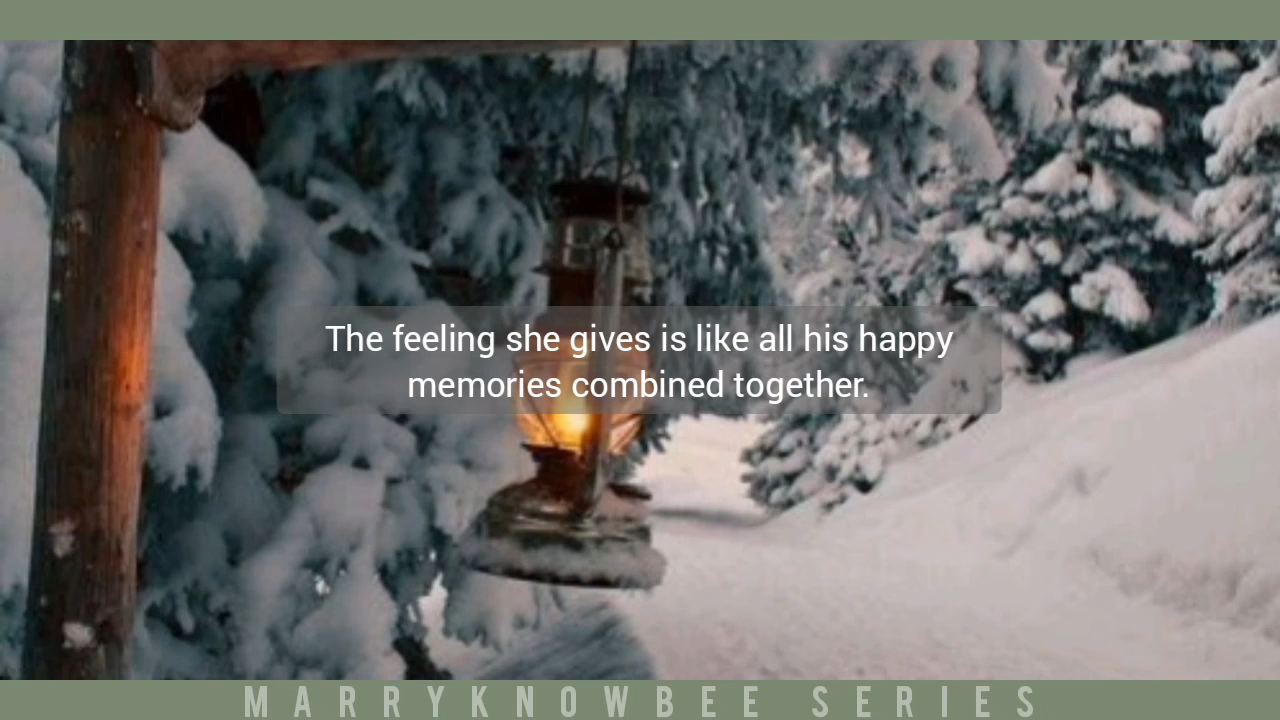 The feeling she gives is like all his happy
memories combined together.
MARRYKNOWBEE SERIES